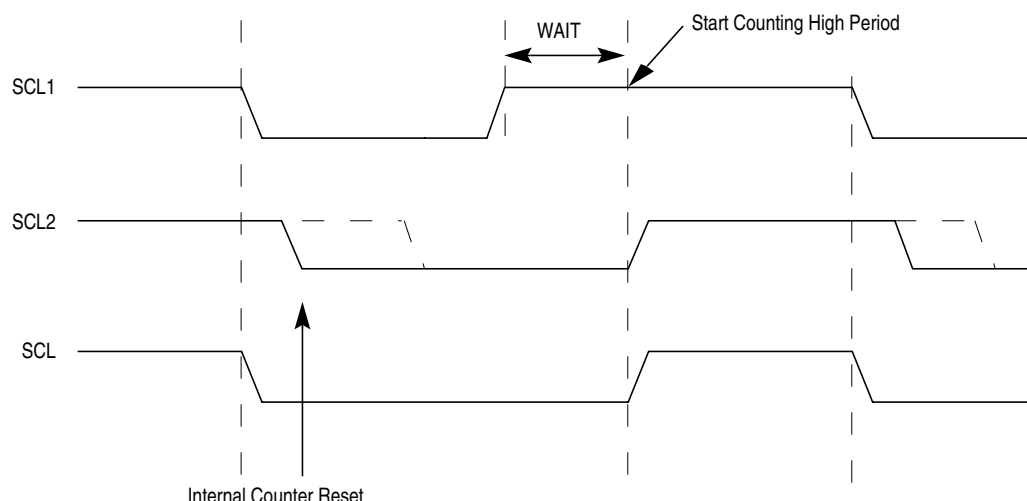 Start Counting High Period
WAIT
SCL1
SCL2
SCL
Internal Counter Reset